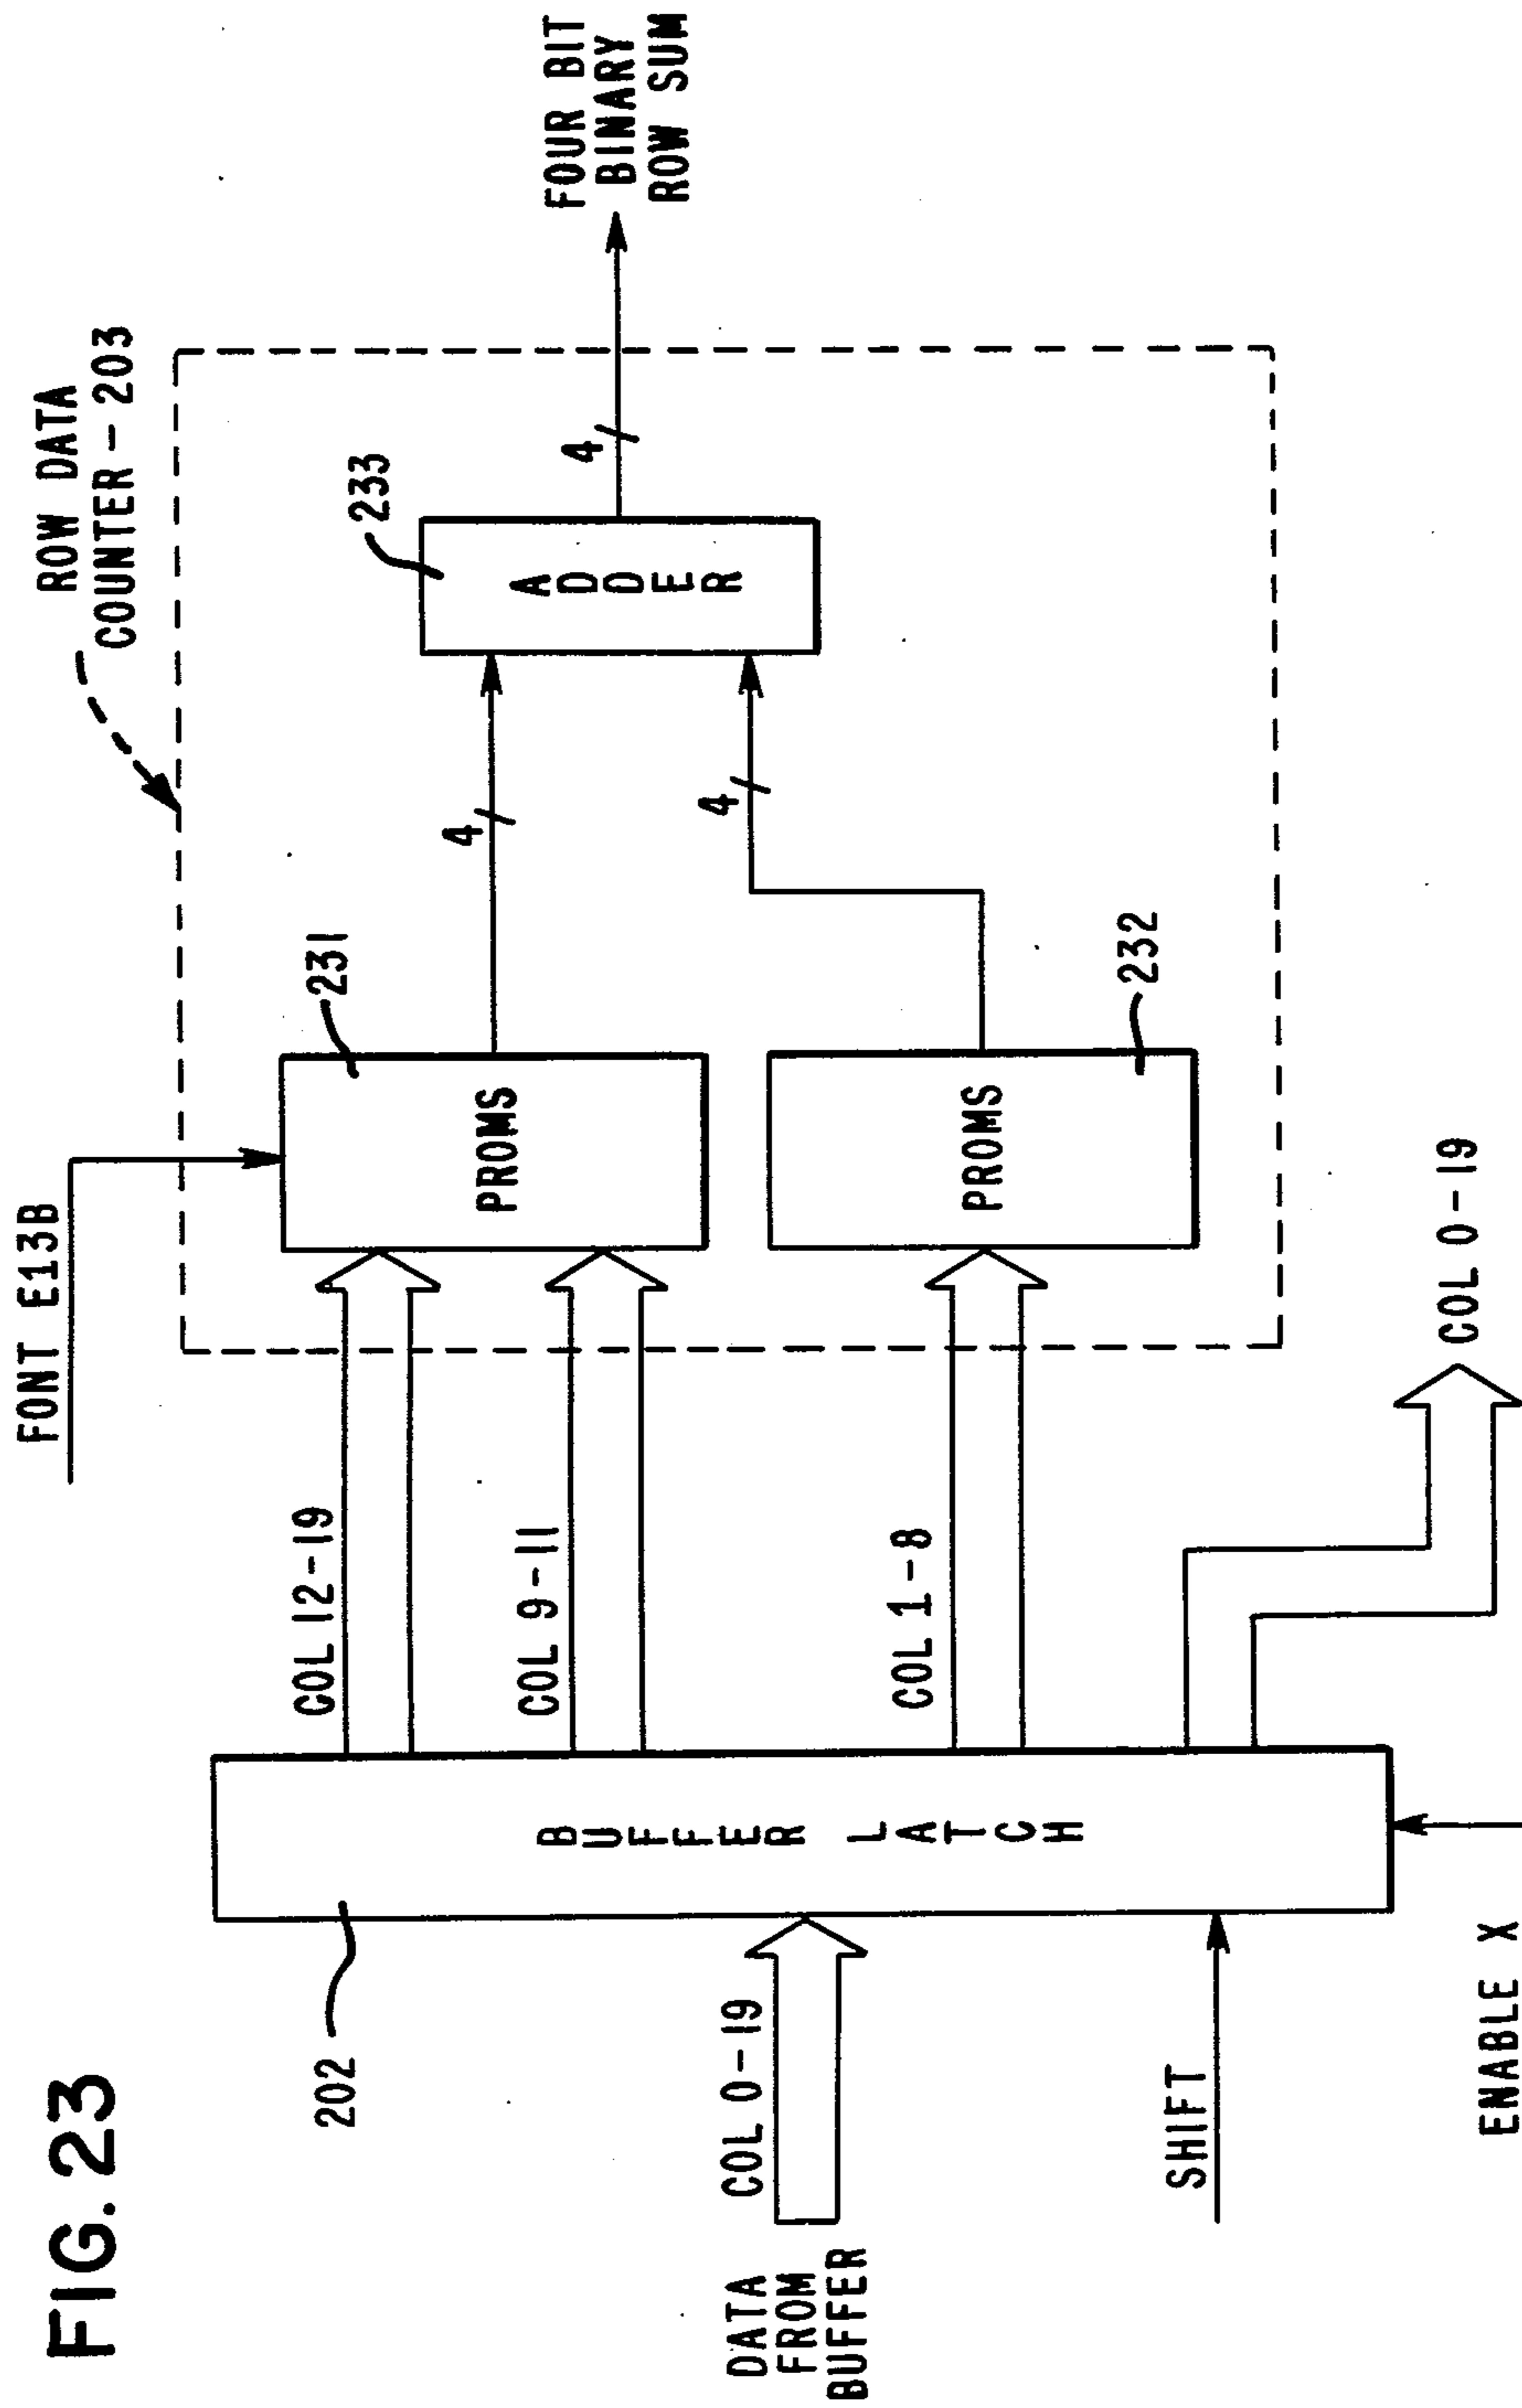 FIG. 23
FONT E13B
ROW DATA
COUNTER-203
202
COL 12-19
231
4
233
COL 9-11
PROMS
ADDER
FOUR BIT
BINARY
ROW SUM
4
DATA
FROM
BUFFER
COL 0-19
BUFFER LATCH
COL 1-8
PROMS
4
232
SHIFT
COL 0-19
ENABLE X